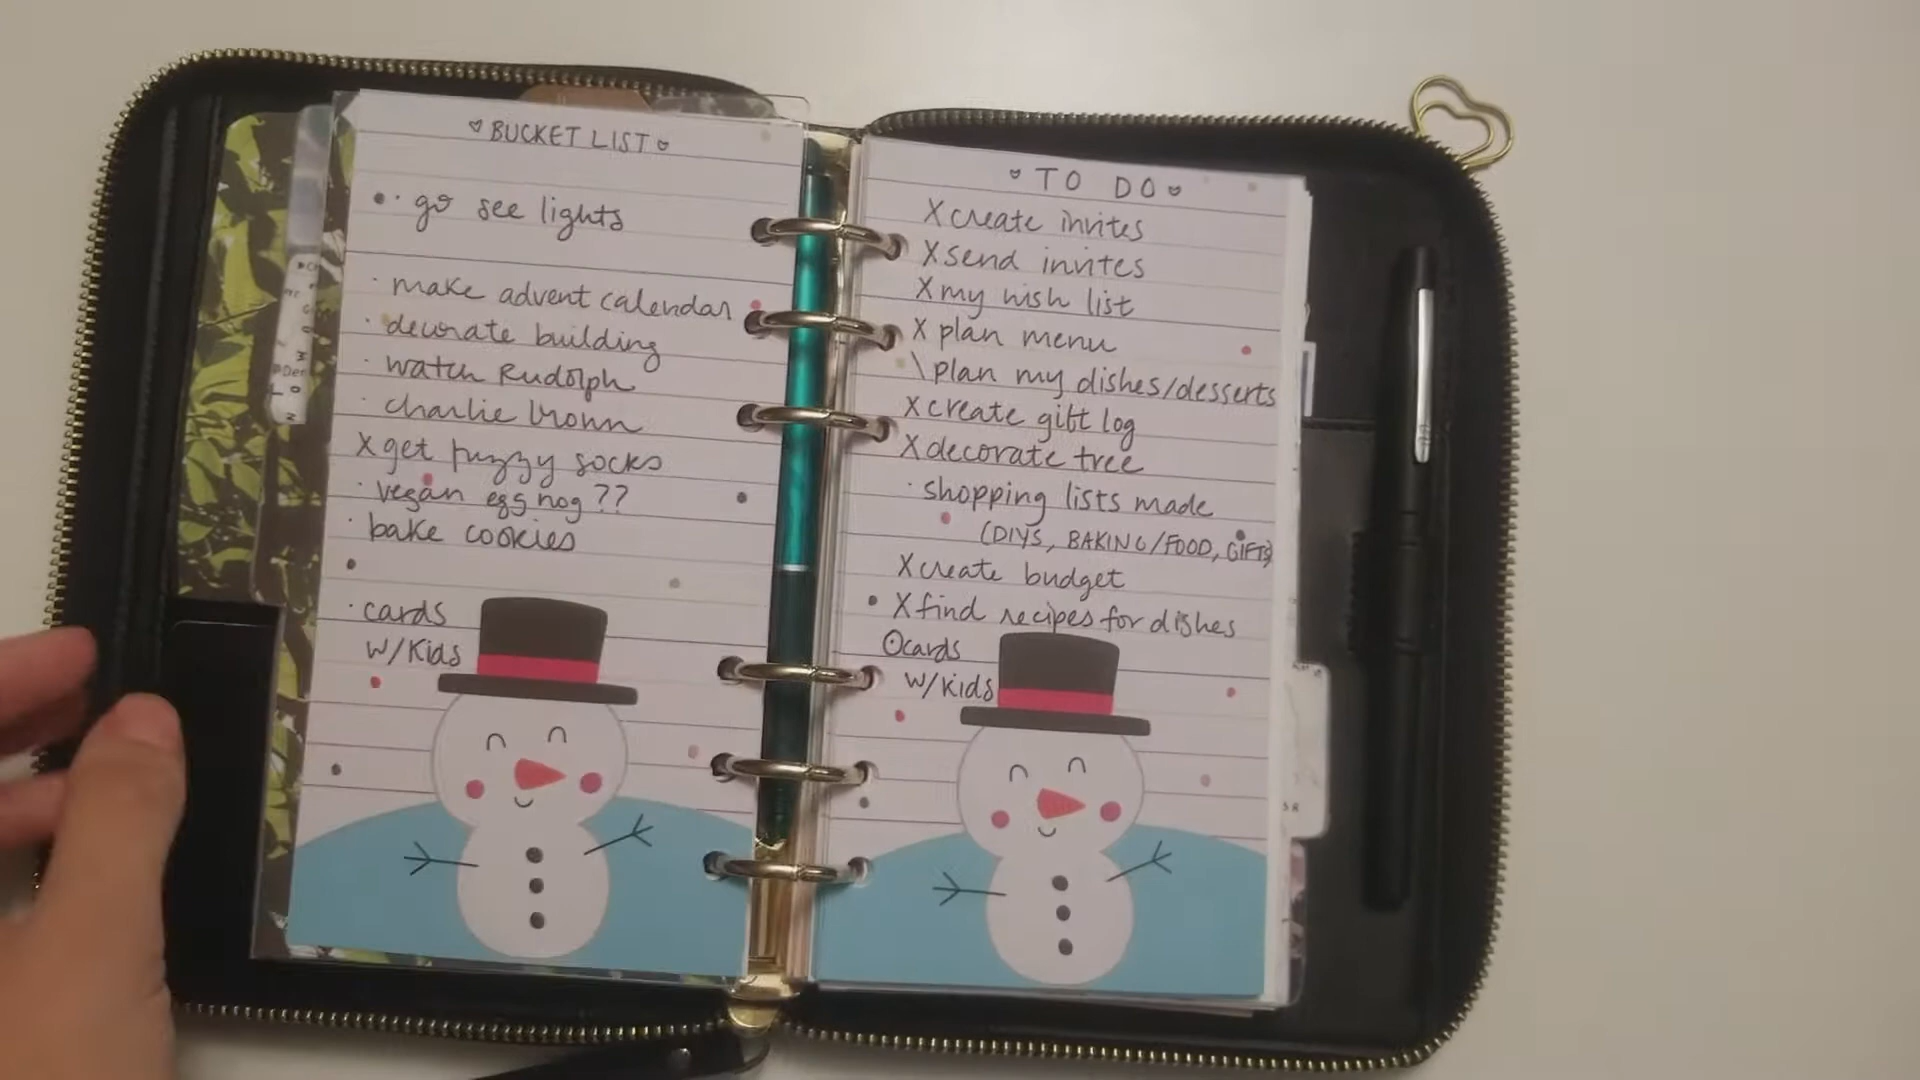 ♡ BUCKET LIST ♡
· go see lights
· make advent calendar
· decorate building
· watch Rudolph
· charlie brown
X get fuzzy socks
· vegan egg nog ??
· bake cookies
· cards
w/Kids
♡ TO DO ♡
X create invites
X send invites
X my wish list
X plan menu
\ plan my dishes/desserts
X create gift log
X decorate tree
· shopping lists made
(DIYS, BAKING/FOOD, GIFTS)
X create budget
X find recipes for dishes
O cards
w/Kids